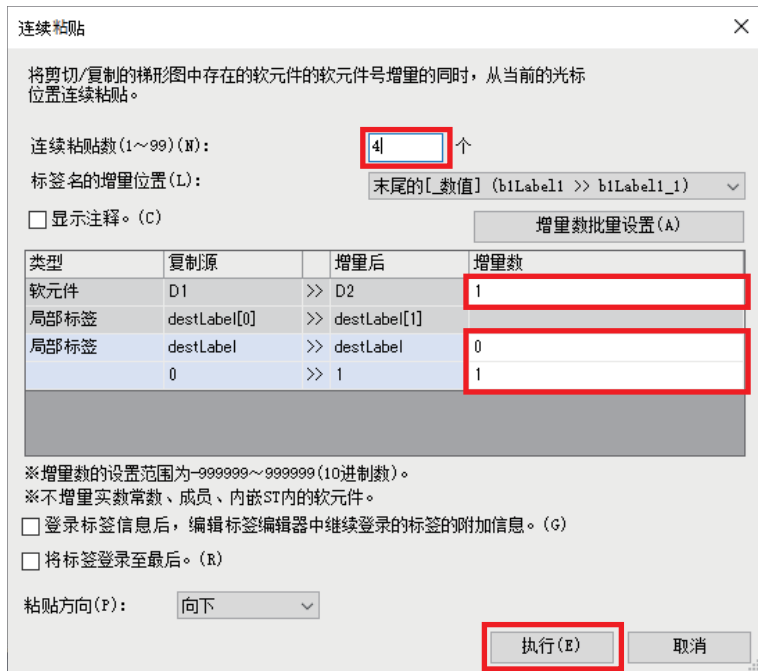 连续粘贴
将剪切/复制的梯形图中存在的软元件的软元件号增量的同时，从当前的光标
位置连续粘贴。
连续粘贴数(1～99)(N): 4 个
标签名的增量位置(L): 末尾的[_数值] (b1Label1 >> b1Label1_1)
显示注释。(C) 增量数批量设置(A)
类型 复制源 增量后 增量数
软元件 D1 >> D2 1
局部标签 destLabel[0] >> destLabel[1]
局部标签 destLabel >> destLabel 0
0 >> 1 1
※增量数的设置范围为-999999～999999(10进制数)。
※不增量实数常数、成员、内嵌ST内的软元件。
登录标签信息后，编辑标签编辑器中继续登录的标签的附加信息。(G)
将标签登录至最后。(R)
粘贴方向(P): 向下
执行(E) 取消